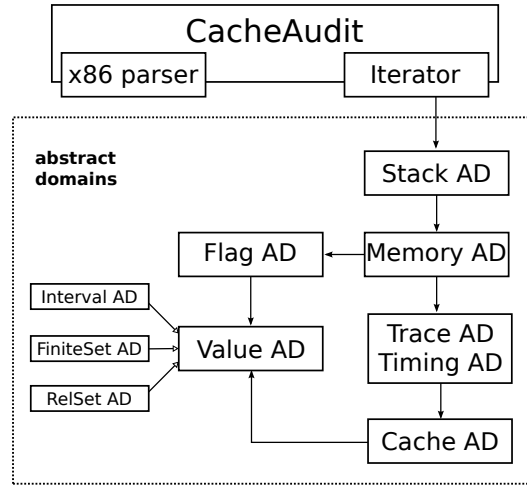 CacheAudit
x86 parser
Iterator
abstract
domains
Stack AD
Flag AD
Memory AD
Interval AD
FiniteSet AD
RelSet AD
Value AD
Trace AD
Timing AD
Cache AD